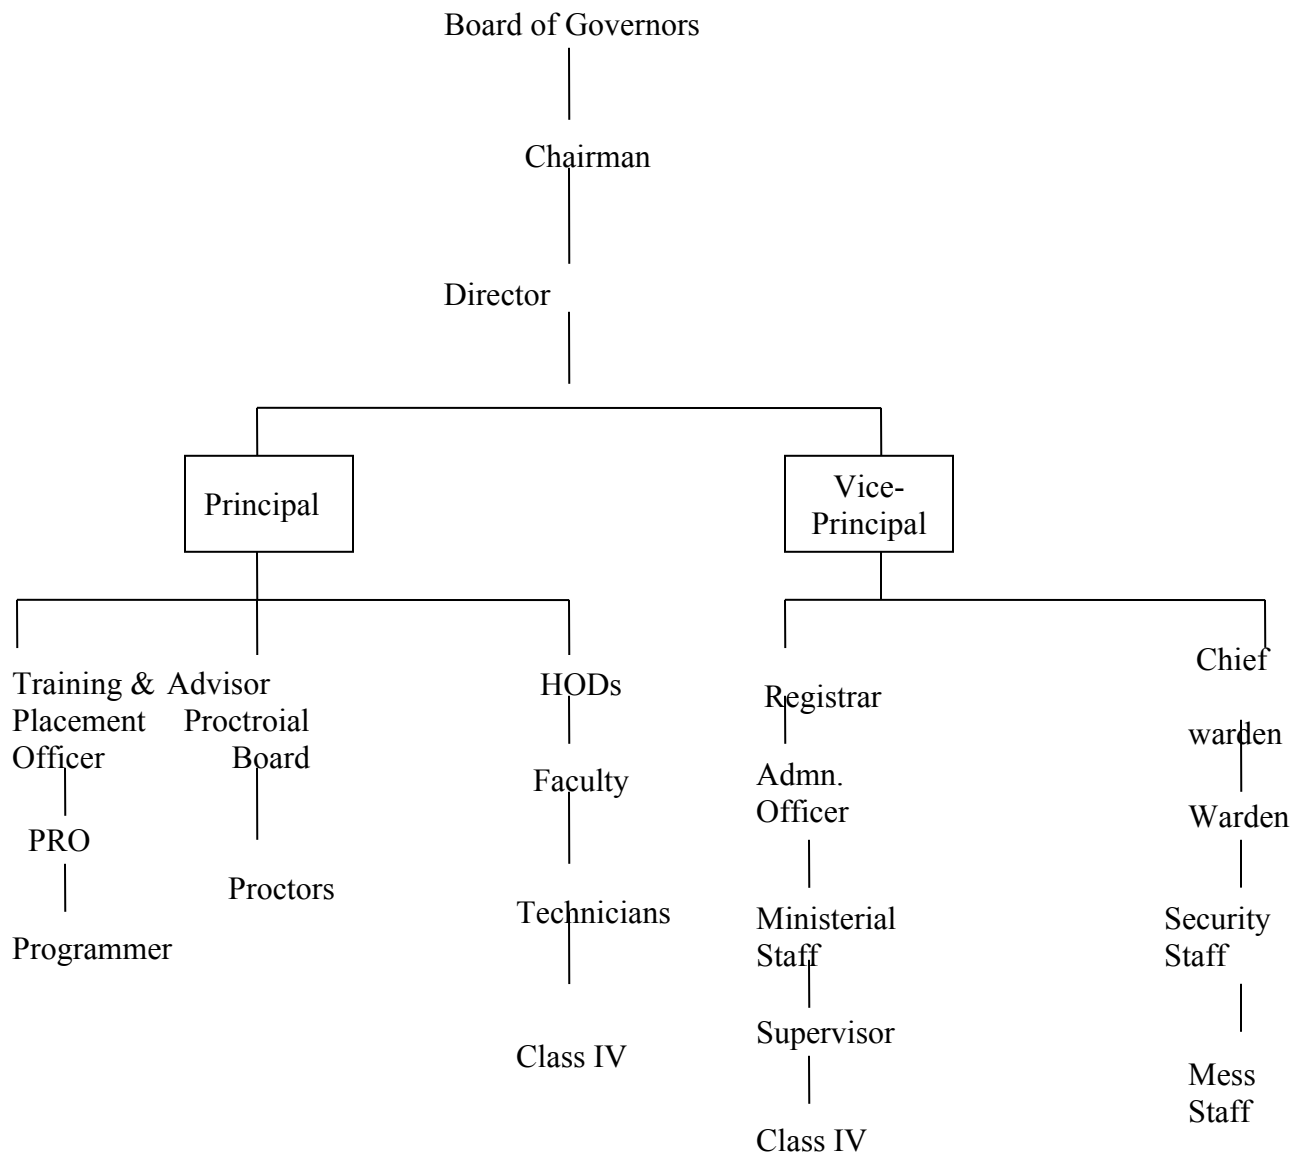 Board of Governors
Chairman
Director
Principal
Vice-
Principal
Training &
Placement
Officer
PRO
Programmer
Advisor
Proctroial
Board
Proctors
HODs
Faculty
Technicians
Class IV
Registrar
Admn.
Officer
Ministerial
Staff
Supervisor
Class IV
Chief
warden
Warden
Security
Staff
Mess
Staff